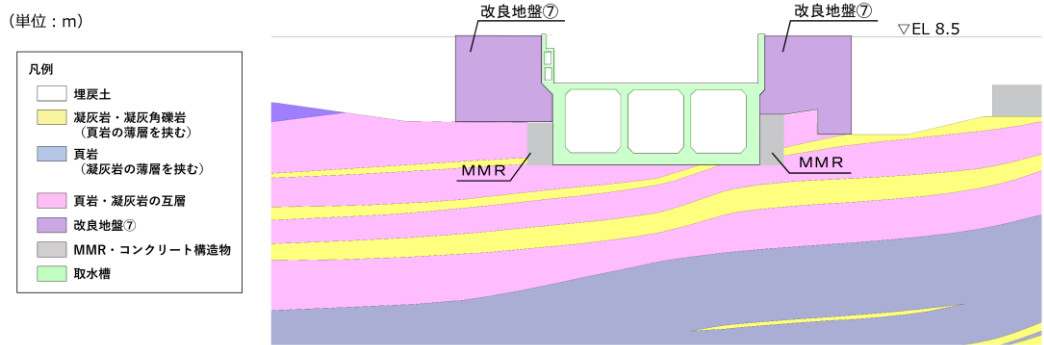 (単位：m)
改良地盤⑦
改良地盤⑦
▽EL 8.5
凡例
埋戻土
凝灰岩・凝灰角礫岩
（頁岩の薄層を挟む）
頁岩
（凝灰岩の薄層を挟む）
頁岩・凝灰岩の互層
改良地盤⑦
MMR・コンクリート構造物
取水槽
MMR
MMR